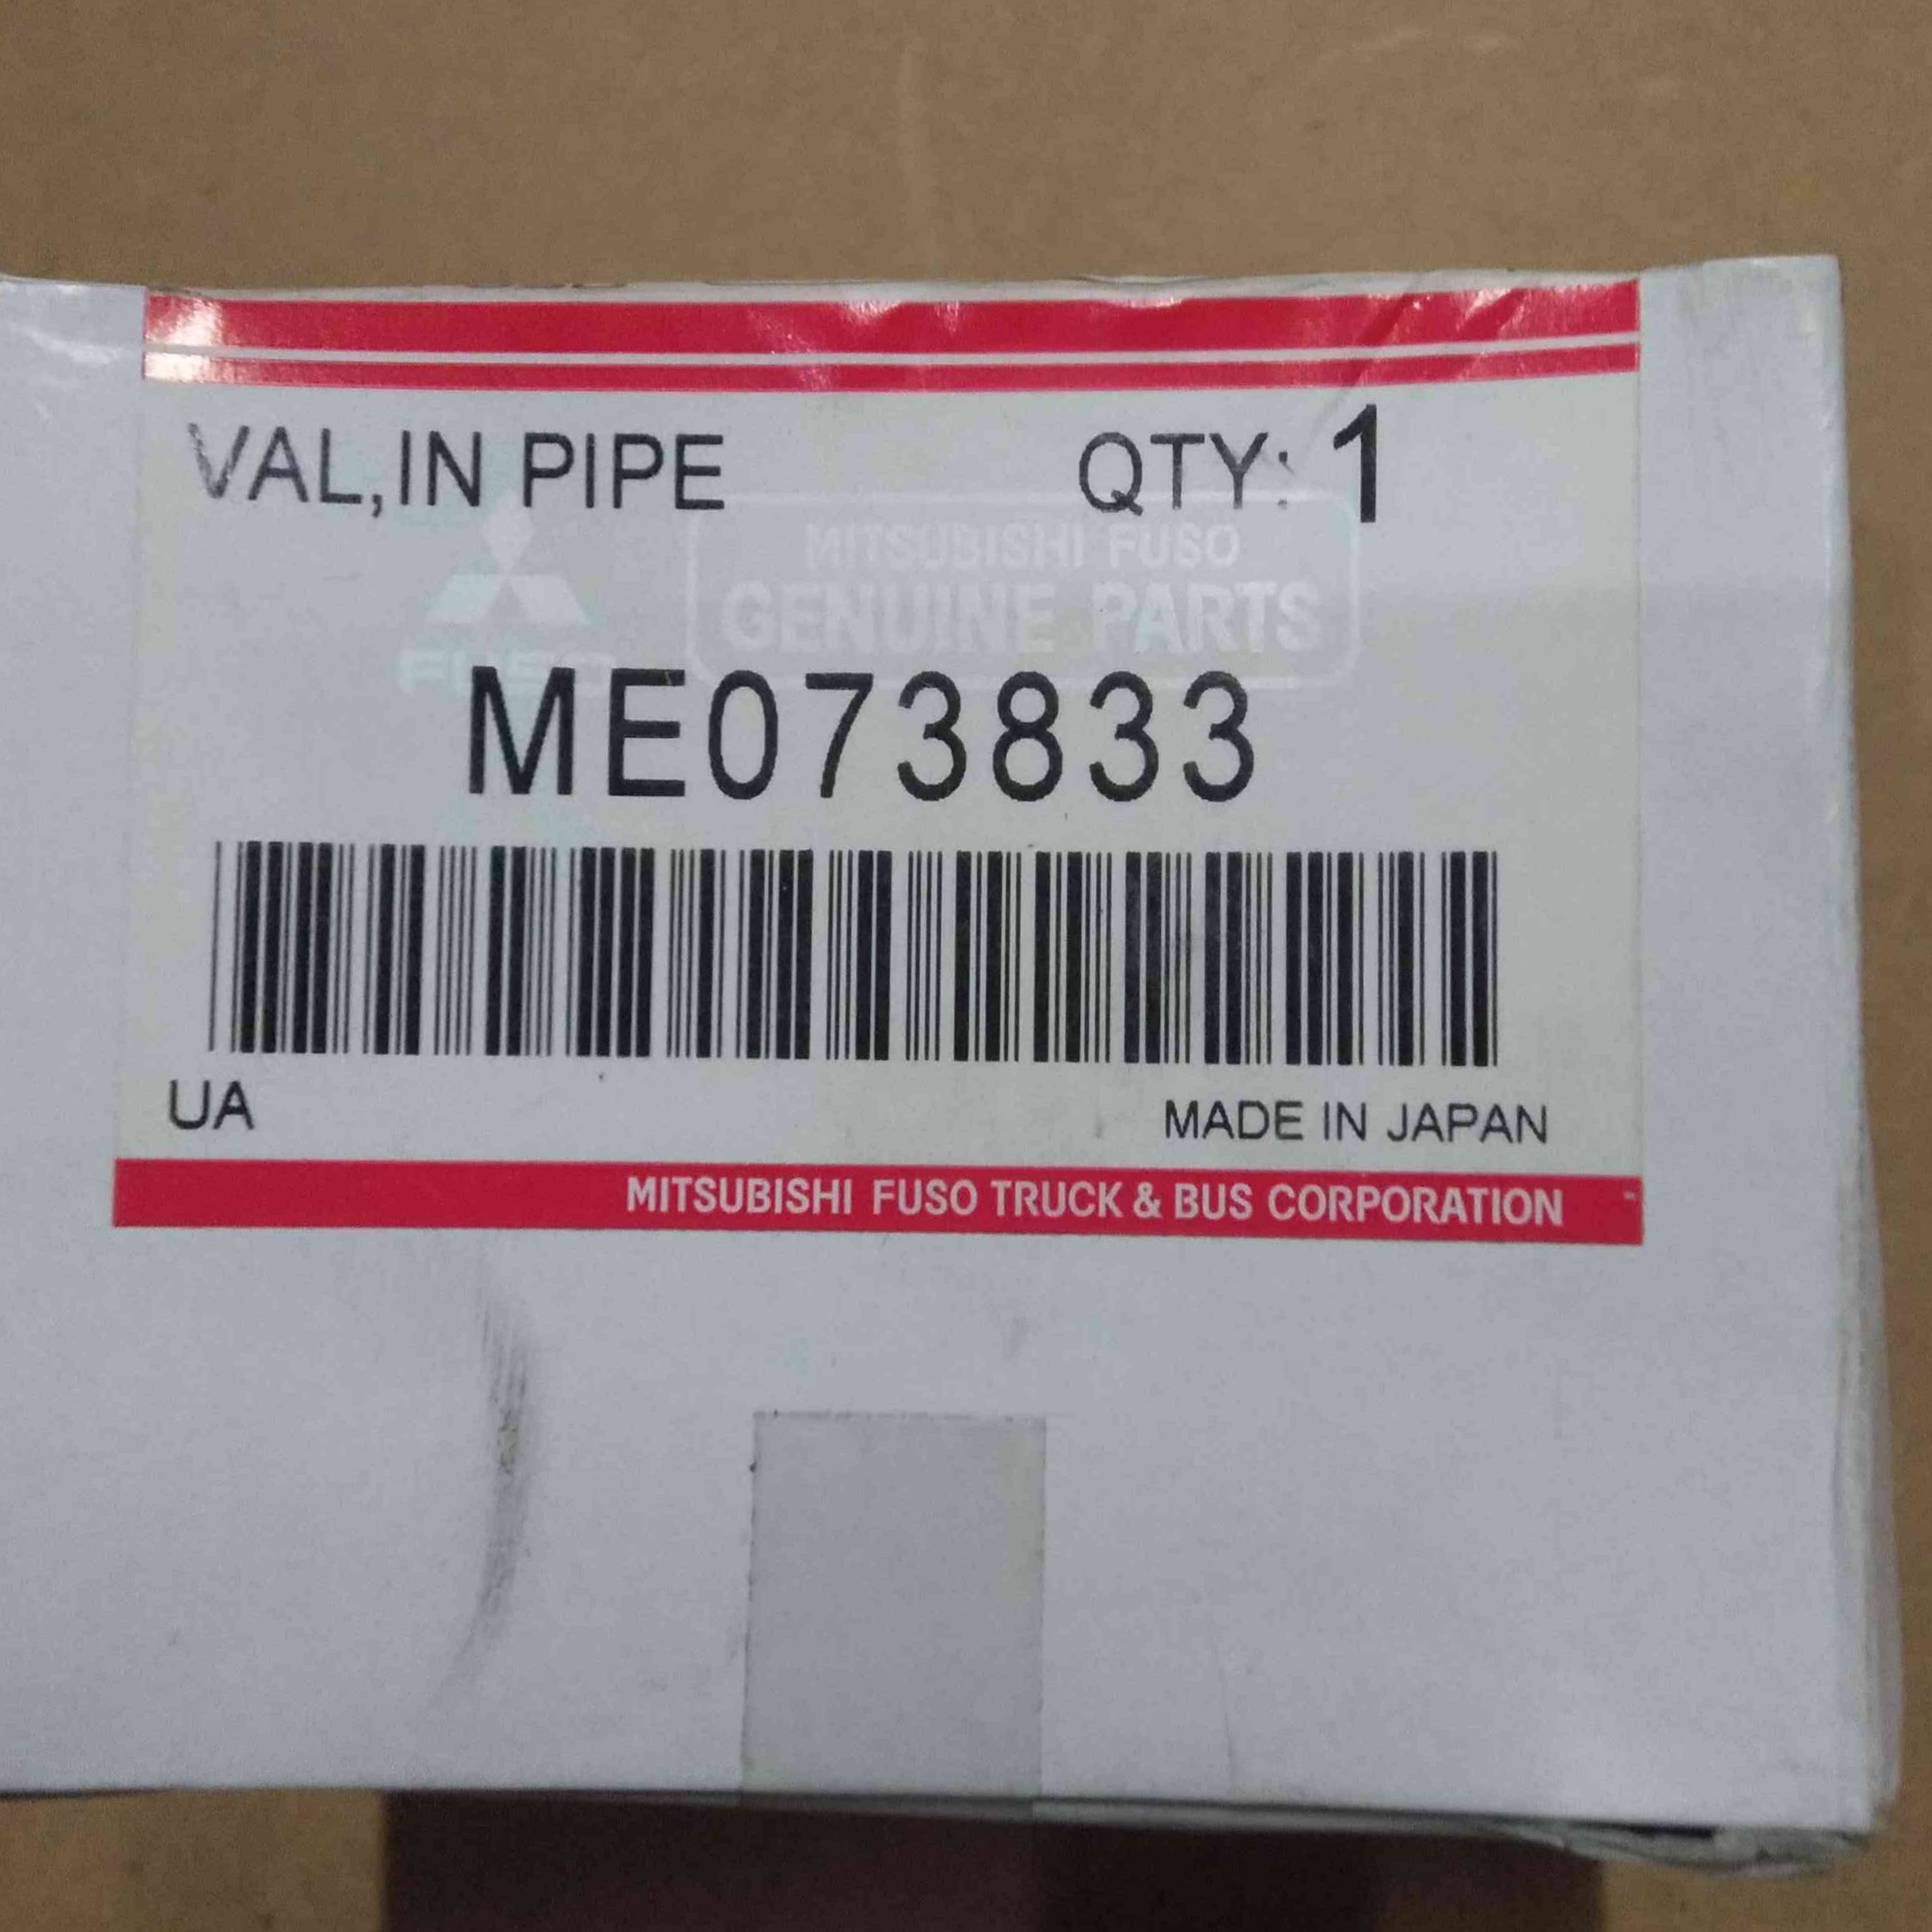 VAL,IN PIPE QTY: 1
MITSUBISHI FUSO
GENUINE PARTS
FUSO
ME073833
UA MADE IN JAPAN
MITSUBISHI FUSO TRUCK & BUS CORPORATION